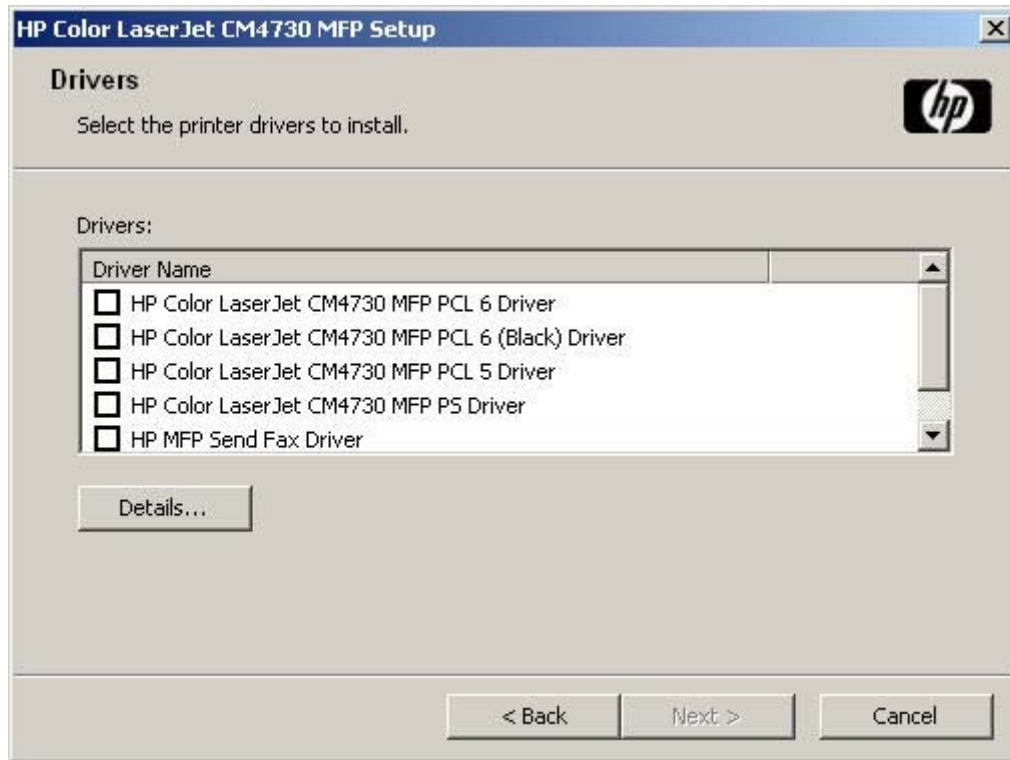 HP Color LaserJet CM4730 MFP Setup
Drivers
hp
Select the printer drivers to install.
Drivers:
Driver Name
HP Color LaserJet CM4730 MFP PCL 6 Driver
HP Color LaserJet CM4730 MFP PCL 6 (Black) Driver
HP Color LaserJet CM4730 MFP PCL 5 Driver
HP Color LaserJet CM4730 MFP PS Driver
HP MFP Send Fax Driver
Details...
< Back Next > Cancel